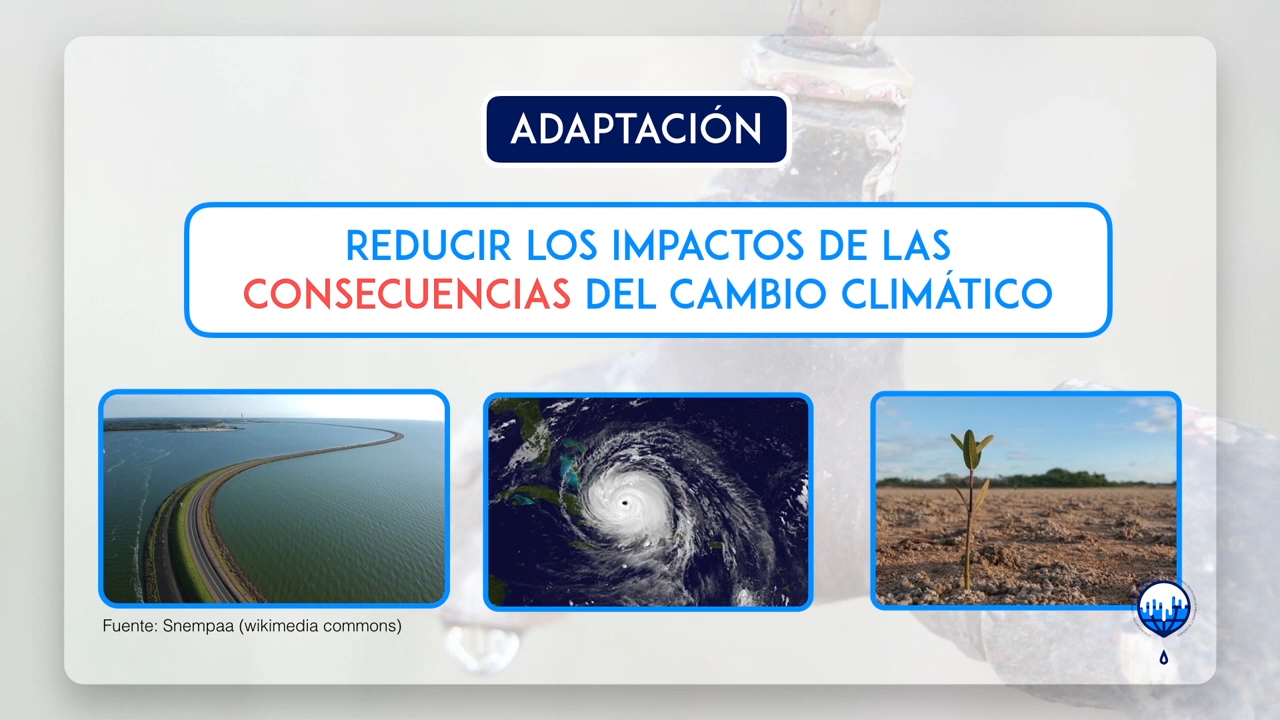 ADAPTACIÓN
REDUCIR LOS IMPACTOS DE LAS
CONSECUENCIAS DEL CAMBIO CLIMÁTICO
Fuente: Snempaa (wikimedia commons)